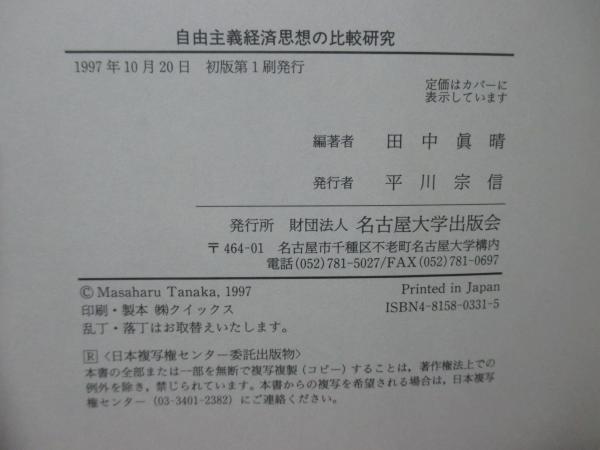 自由主義経済思想の比較研究
1997年10月20日 初版第1刷発行
定価はカバーに
表示しています
編著者 田中眞晴
発行者 平川宗信
発行所 財団法人 名古屋大学出版会
〒464-01 名古屋市千種区不老町名古屋大学構内
電話(052)781-5027/FAX(052)781-0697
© Masaharu Tanaka, 1997 Printed in Japan
印刷・製本 ㈱クイックス ISBN4-8158-0331-5
乱丁・落丁はお取替えいたします。
R〈日本複写権センター委託出版物〉
本書の全部または一部を無断で複写複製(コピー)することは，著作権法上での
例外を除き，禁じられています。本書からの複写を希望される場合は，日本複写
権センター (03-3401-2382) にご連絡ください。